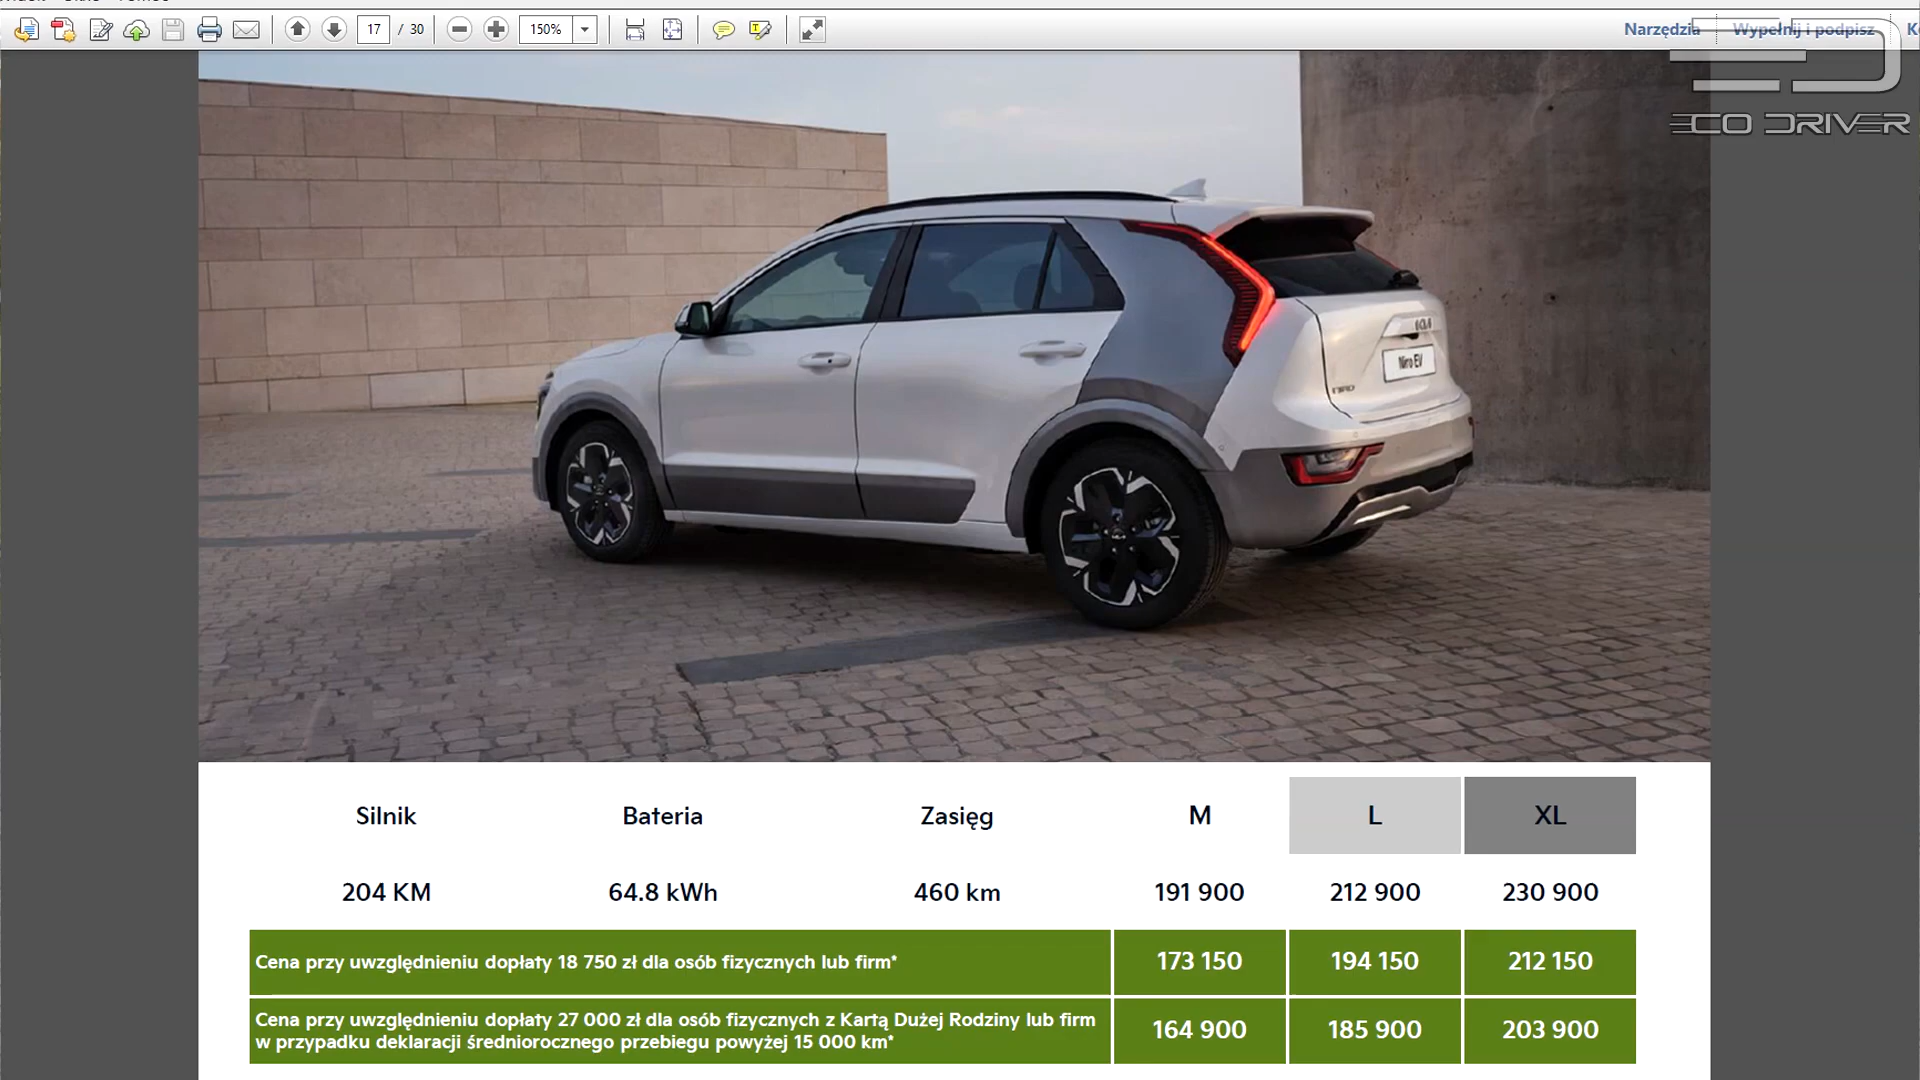 17 / 30
150%
Narzędzia
Wypełnij i podpisz
ECO DRIVER
KIA
Niro EV
NIRO
Silnik Bateria Zasięg M L XL
204 KM 64.8 kWh 460 km 191 900 212 900 230 900
Cena przy uwzględnieniu dopłaty 18 750 zł dla osób fizycznych lub firm* 173 150 194 150 212 150
Cena przy uwzględnieniu dopłaty 27 000 zł dla osób fizycznych z Kartą Dużej Rodziny lub firm
w przypadku deklaracji średniorocznego przebiegu powyżej 15 000 km* 164 900 185 900 203 900